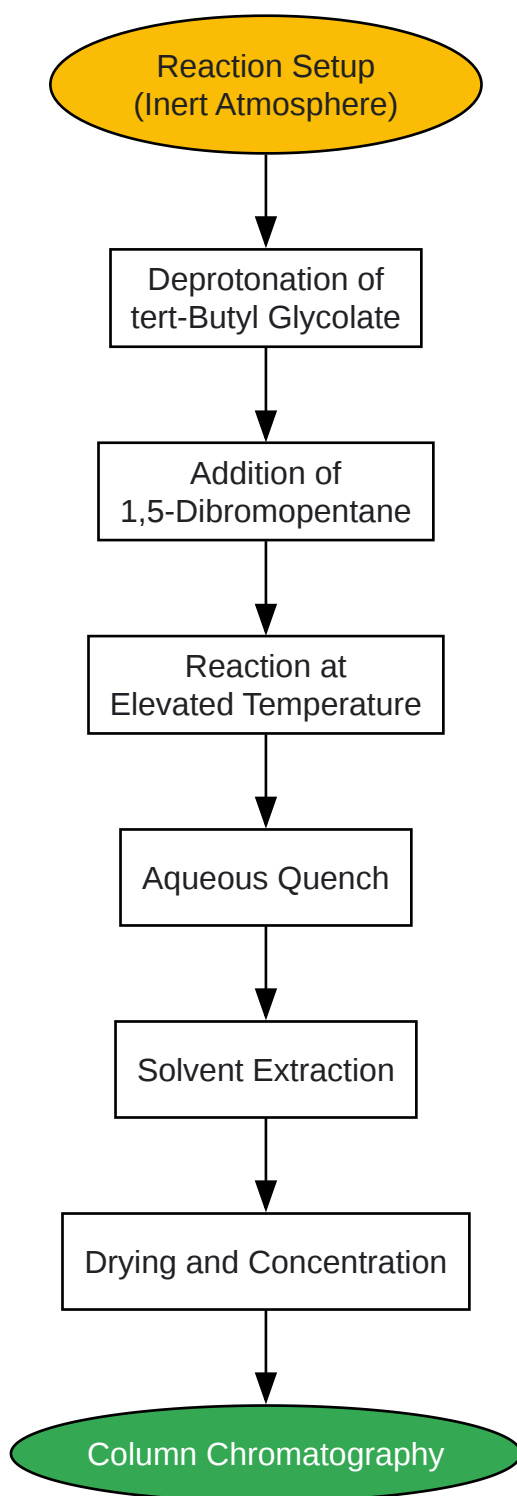 Reaction Setup
(Inert Atmosphere)
Deprotonation of
tert-Butyl Glycolate
Addition of
1,5-Dibromopentane
Reaction at
Elevated Temperature
Aqueous Quench
Solvent Extraction
Drying and Concentration
Column Chromatography